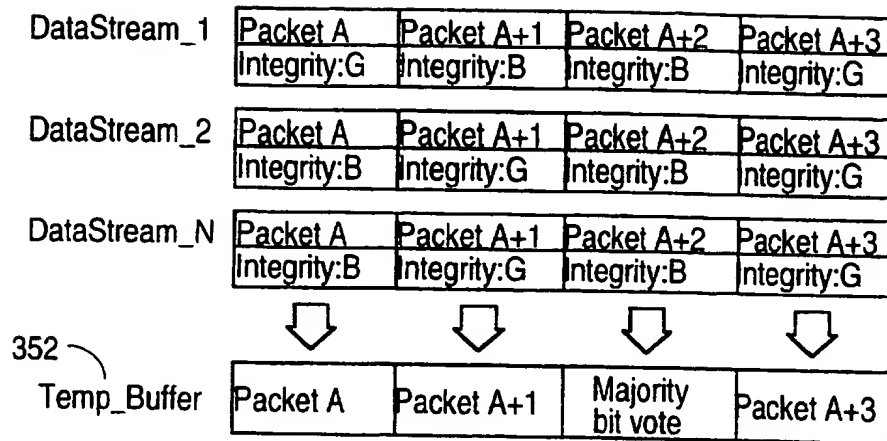 DataStream_1 Packet A Packet A+1 Packet A+2 Packet A+3
Integrity:G Integrity:B Integrity:B Integrity:G
DataStream_2 Packet A Packet A+1 Packet A+2 Packet A+3
Integrity:B Integrity:G Integrity:B Integrity:G
DataStream_N Packet A Packet A+1 Packet A+2 Packet A+3
Integrity:B Integrity:G Integrity:B Integrity:G
352
Temp_Buffer Packet A Packet A+1 Majority bit vote Packet A+3